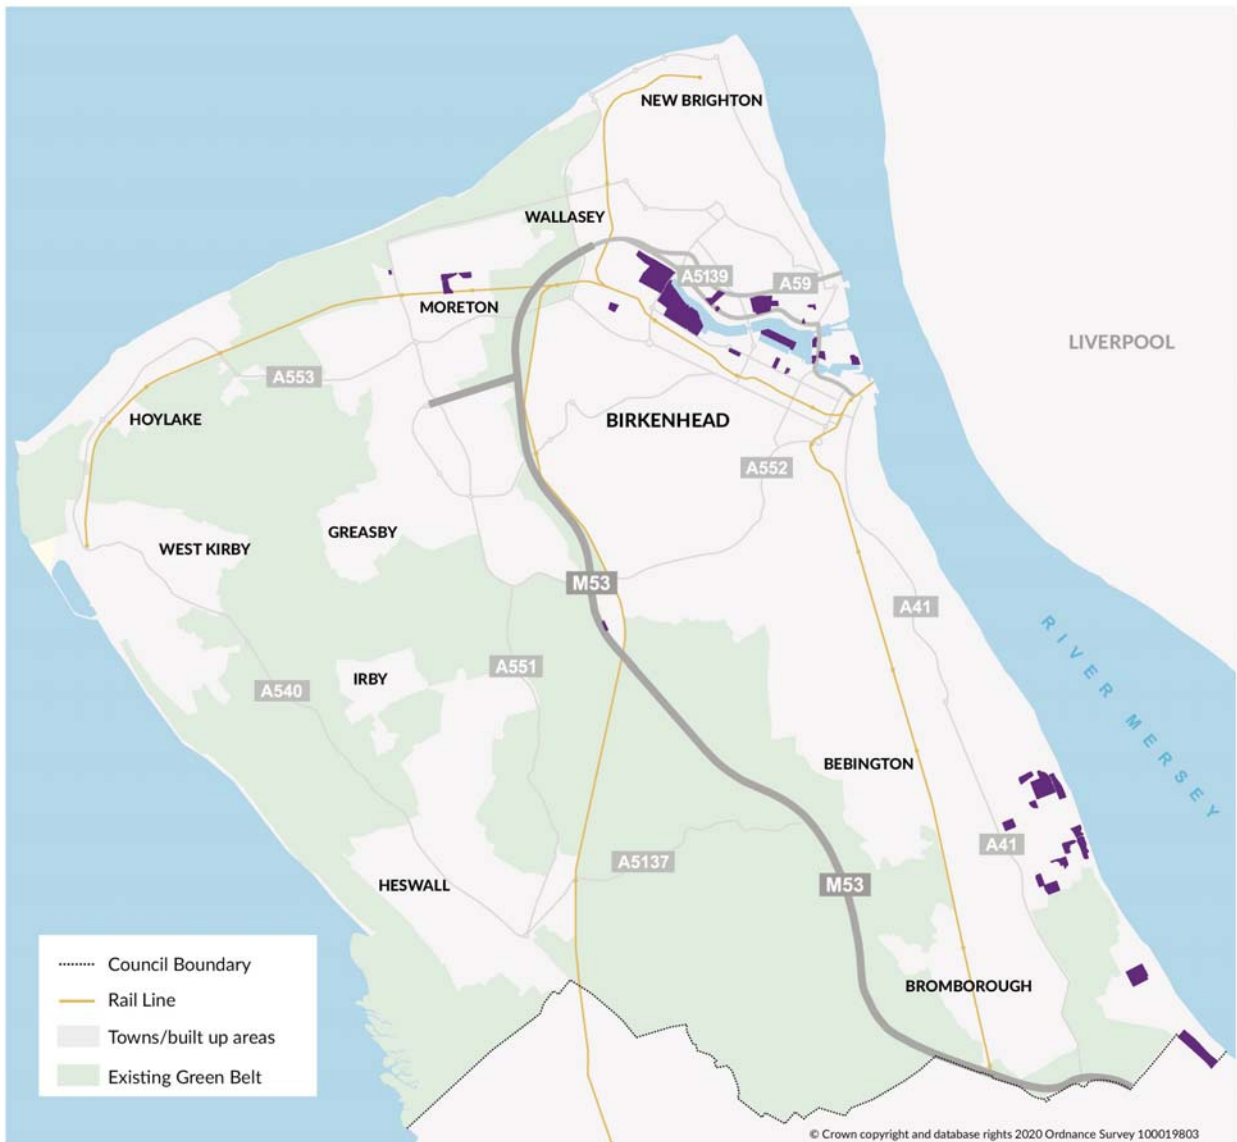 NEW BRIGHTON
WALLASEY
A5139
A59
MORETON
LIVERPOOL
A553
HOYLAKE
BIRKENHEAD
A552
GREASBY
WEST KIRBY
M53
A41
RIVER MERSEY
A551
IRBY
A540
BEBINGTON
A41
A5137
HESWALL
M53
Council Boundary
Rail Line
Towns/built up areas
Existing Green Belt
BROMBOROUGH
© Crown copyright and database rights 2020 Ordnance Survey 100019803